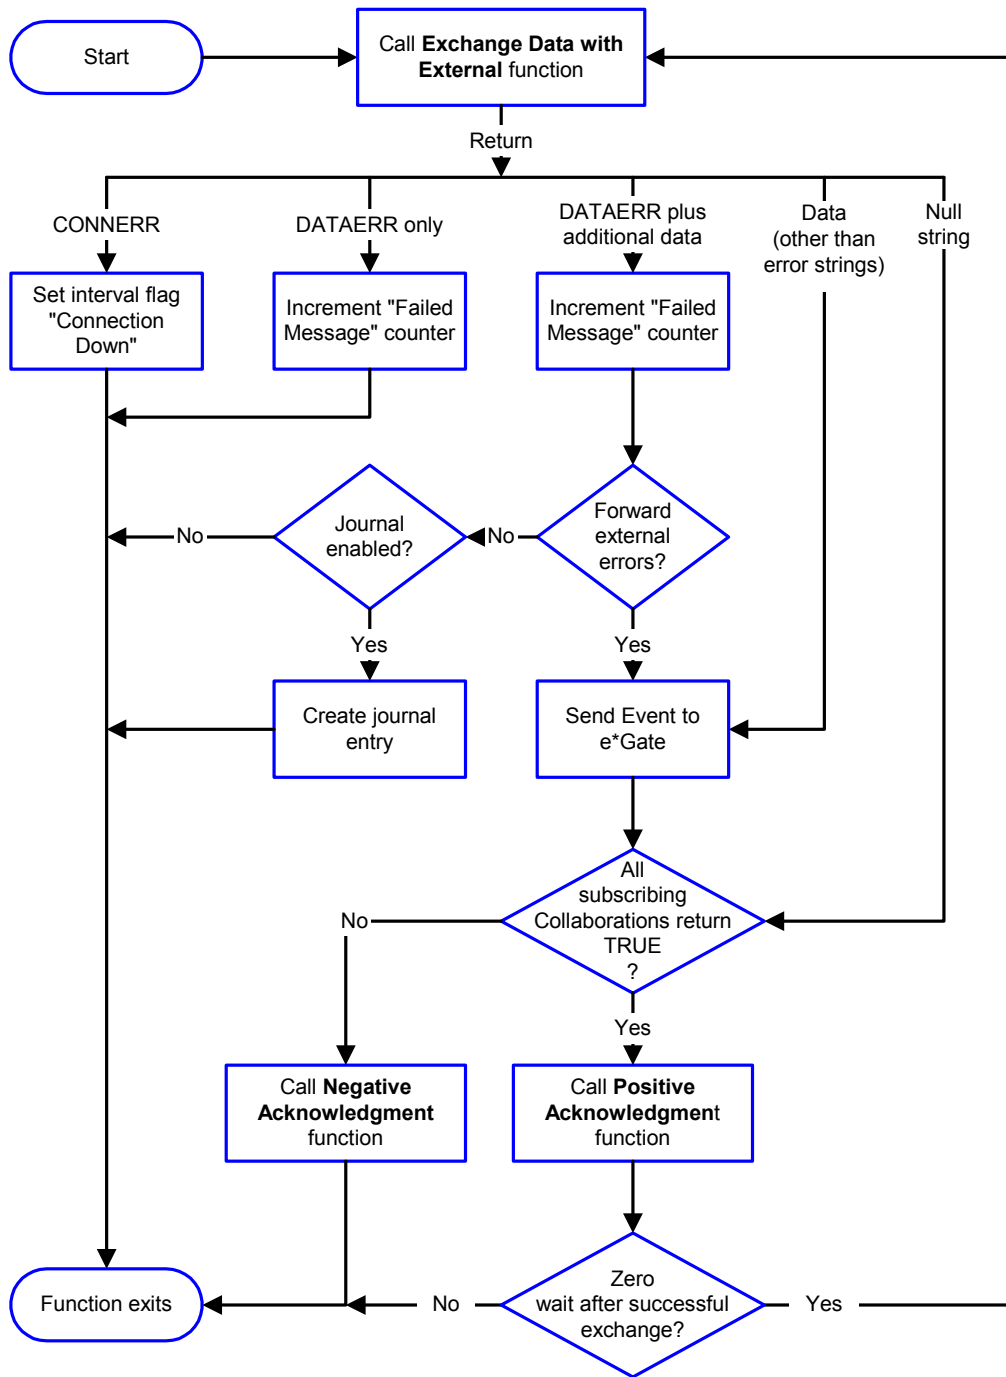 Start
Call Exchange Data with
External function
Return
CONNERR
DATAERR only
DATAERR plus
additional data
Data
(other than
error strings)
Null
string
Set interval flag
"Connection
Down"
Increment "Failed
Message" counter
Increment "Failed
Message" counter
No
Journal
enabled?
No
Forward
external
errors?
Yes
Yes
Create journal
entry
Send Event to
e*Gate
No
All
subscribing
Collaborations return
TRUE
?
Yes
Call Negative
Acknowledgment
function
Call Positive
Acknowledgment
function
Function exits
No
Zero
wait after successful
exchange?
Yes